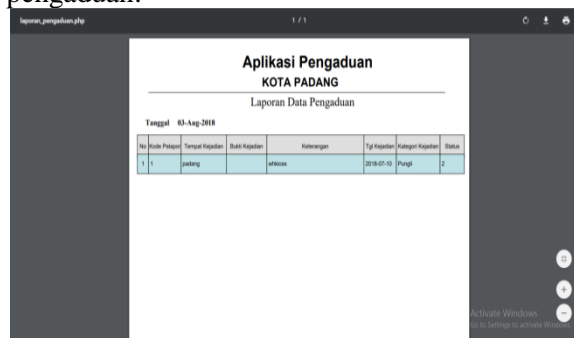 pengaduan.
laporan_pengaduan.php
1 / 1
Aplikasi Pengaduan
KOTA PADANG
Laporan Data Pengaduan
Tanggal 03-Aug-2018
No Kode Pelapor Tempat Kejadian Bukti Kejadian Keterangan Tgl Kejadian Kategori Kejadian Status
1 1 padang 2018-07-10 Pungli 2
Activate Windows
Go to Settings to activate Windows.